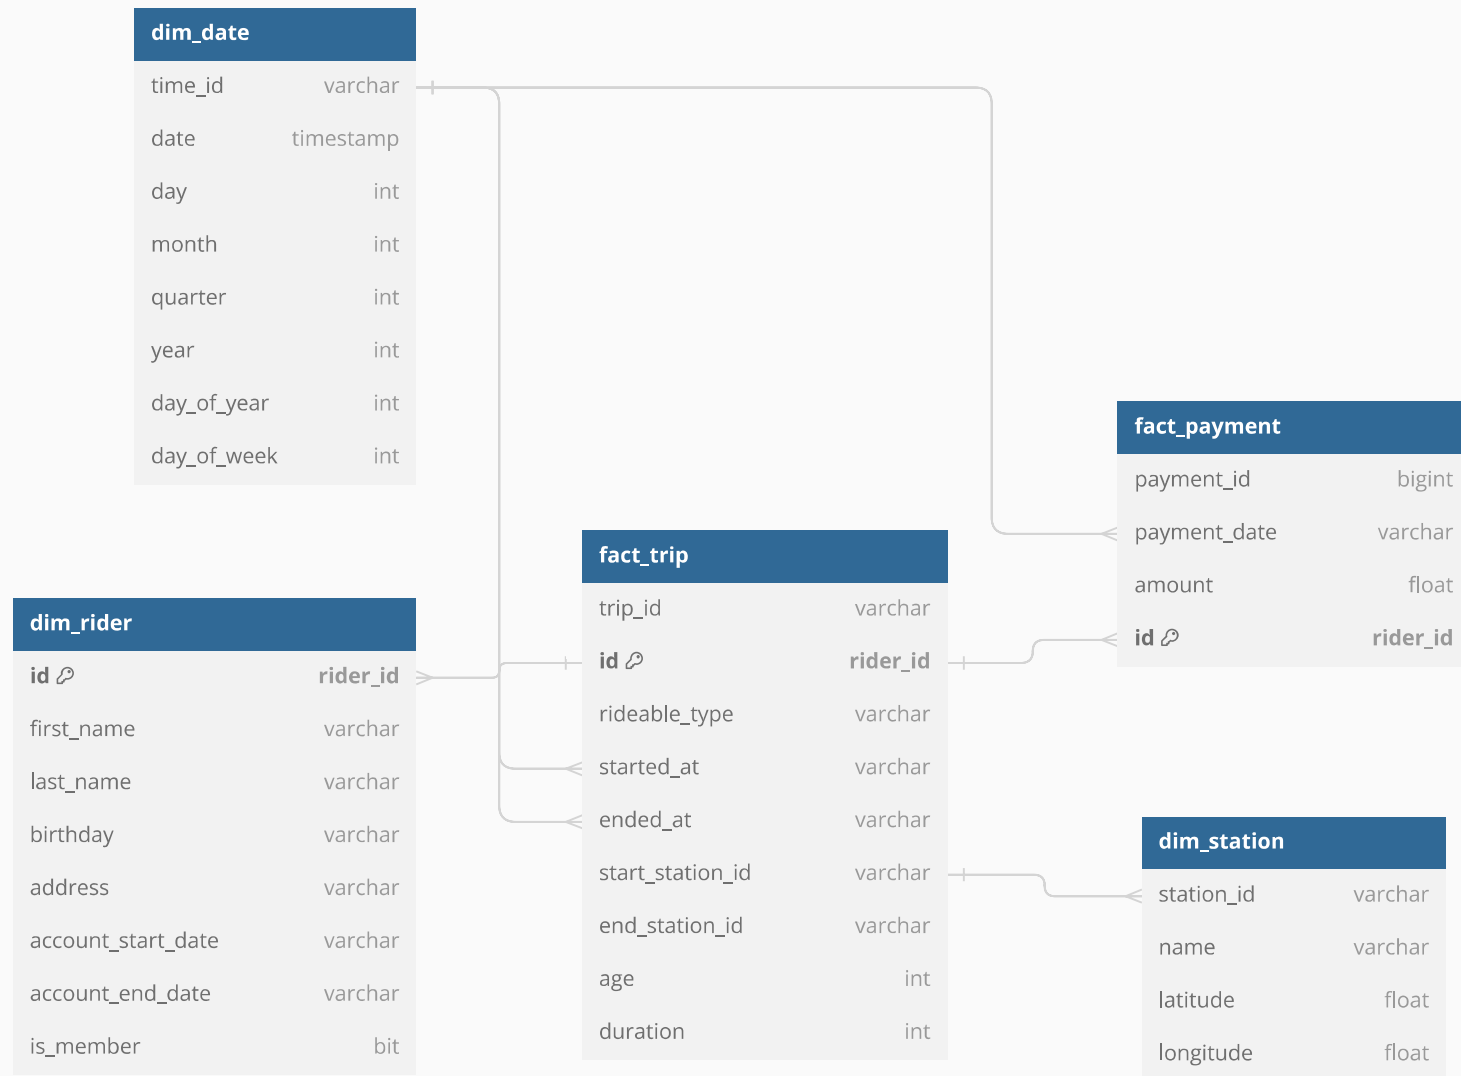 dim_date
time_id varchar
date timestamp
day int
month int
quarter int
year int
day_of_year int
day_of_week int
fact_payment
payment_id bigint
payment_date varchar
amount float
id rider_id
fact_trip
trip_id varchar
id rider_id
rideable_type varchar
started_at varchar
ended_at varchar
start_station_id varchar
end_station_id varchar
age int
duration int
dim_rider
id rider_id
first_name varchar
last_name varchar
birthday varchar
address varchar
account_start_date varchar
account_end_date varchar
is_member bit
dim_station
station_id varchar
name varchar
latitude float
longitude float